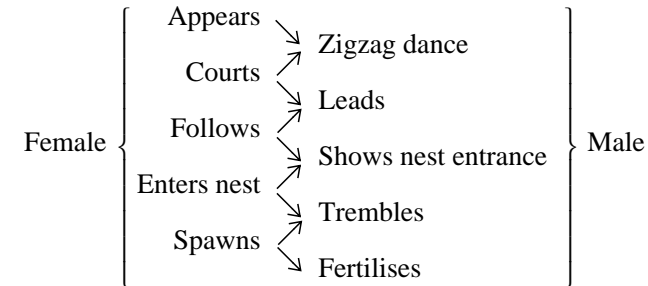 Appears
Zigzag dance
Courts
Leads
Follows
Female
Male
Shows nest entrance
Enters nest
Trembles
Spawns
Fertilises